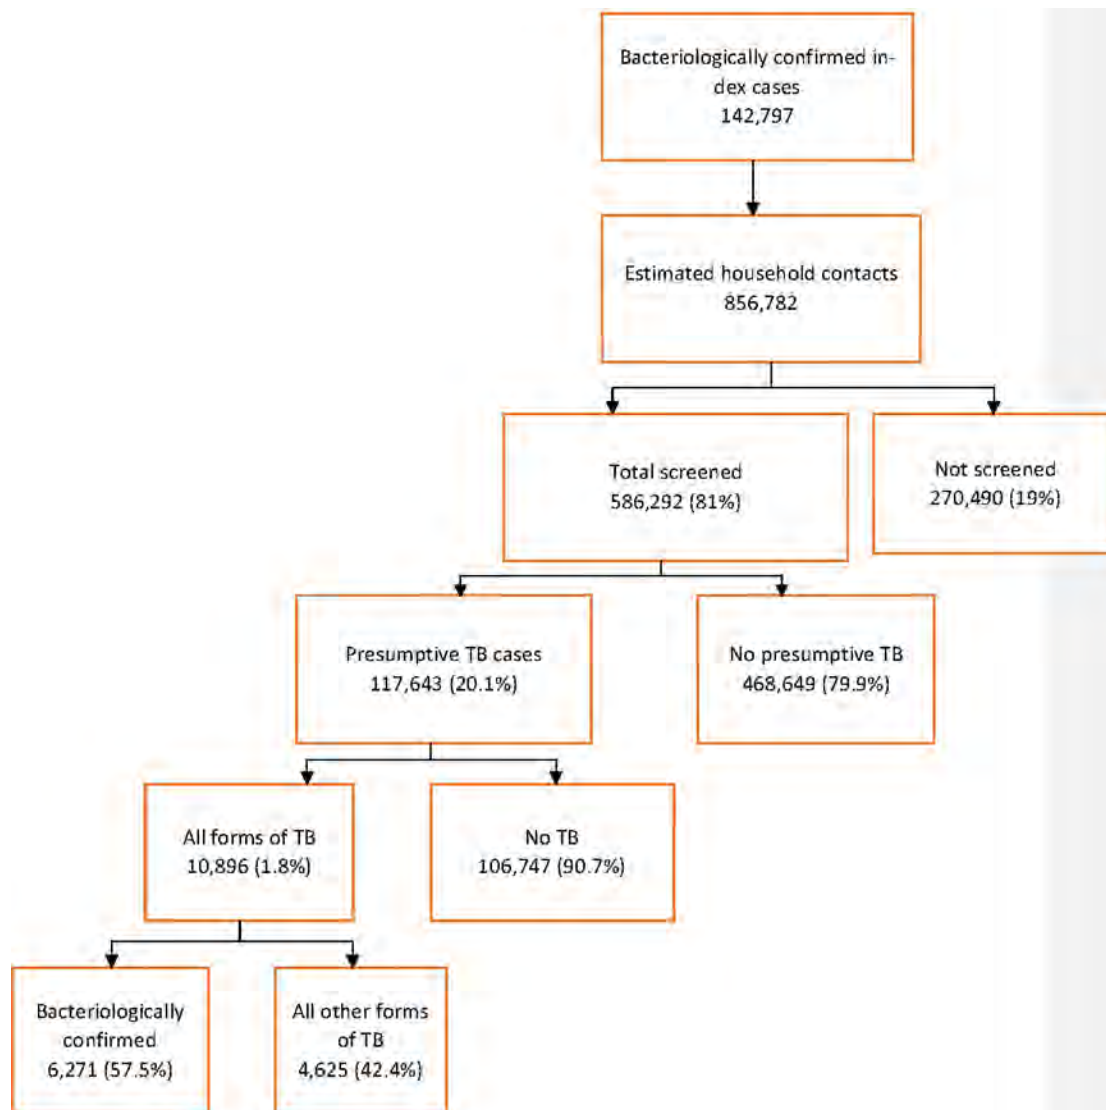 Bacteriologically confirmed in-
dex cases
142,797
Estimated household contacts
856,782
Total screened
586,292 (81%)
Not screened
270,490 (19%)
Presumptive TB cases
117,643 (20.1%)
No presumptive TB
468,649 (79.9%)
All forms of TB
10,896 (1.8%)
No TB
106,747 (90.7%)
Bacteriologically
confirmed
6,271 (57.5%)
All other forms
of TB
4,625 (42.4%)